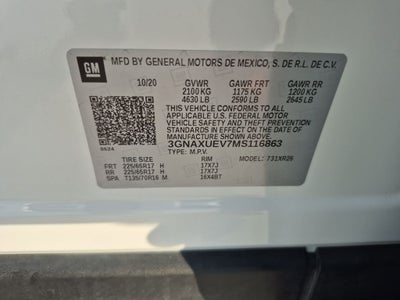 GM MFD BY GENERAL MOTORS DE MEXICO, S. DE R.L. DE C.V.
10/20 GVWR GAWR FRT GAWR RR
2100 KG 1175 KG 1200 KG
4630 LB 2590 LB 2645 LB
THIS VEHICLE CONFORMS TO ALL
APPLICABLE U.S. FEDERAL MOTOR
VEHICLE SAFETY AND THEFT PREVENTION
STANDARDS IN EFFECT ON THE DATE OF
MANUFACTURE SHOWN ABOVE.
3GNAXUEV7MS116863
TYPE: M.P.V.
TIRE SIZE RIM MODEL: 731XR26
FRT 225/65R17 H 17X7J
RR 225/65R17 H 17X7J
SPA T135/70R16 M 16X4BT